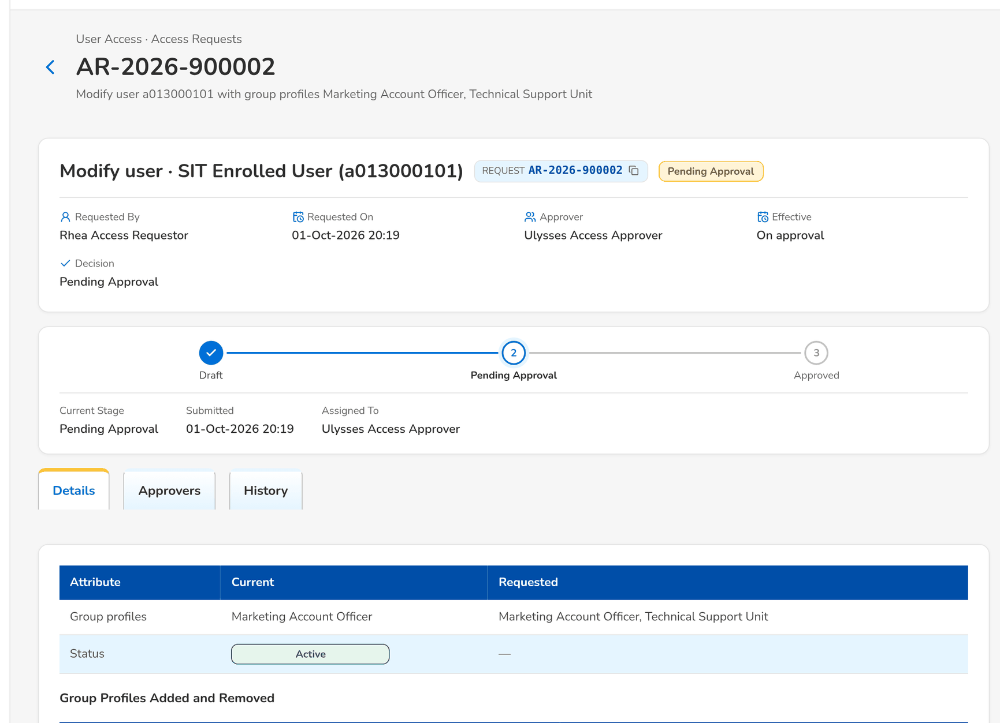 User Access · Access Requests
AR-2026-900002
Modify user a013000101 with group profiles Marketing Account Officer, Technical Support Unit
Modify user · SIT Enrolled User (a013000101) REQUEST AR-2026-900002 Pending Approval
Requested By Requested On Approver Effective
Rhea Access Requestor 01-Oct-2026 20:19 Ulysses Access Approver On approval
Decision
Pending Approval
2 3
Draft Pending Approval Approved
Current Stage Submitted Assigned To
Pending Approval 01-Oct-2026 20:19 Ulysses Access Approver
Details Approvers History
Attribute Current Requested
Group profiles Marketing Account Officer Marketing Account Officer, Technical Support Unit
Status Active —
Group Profiles Added and Removed